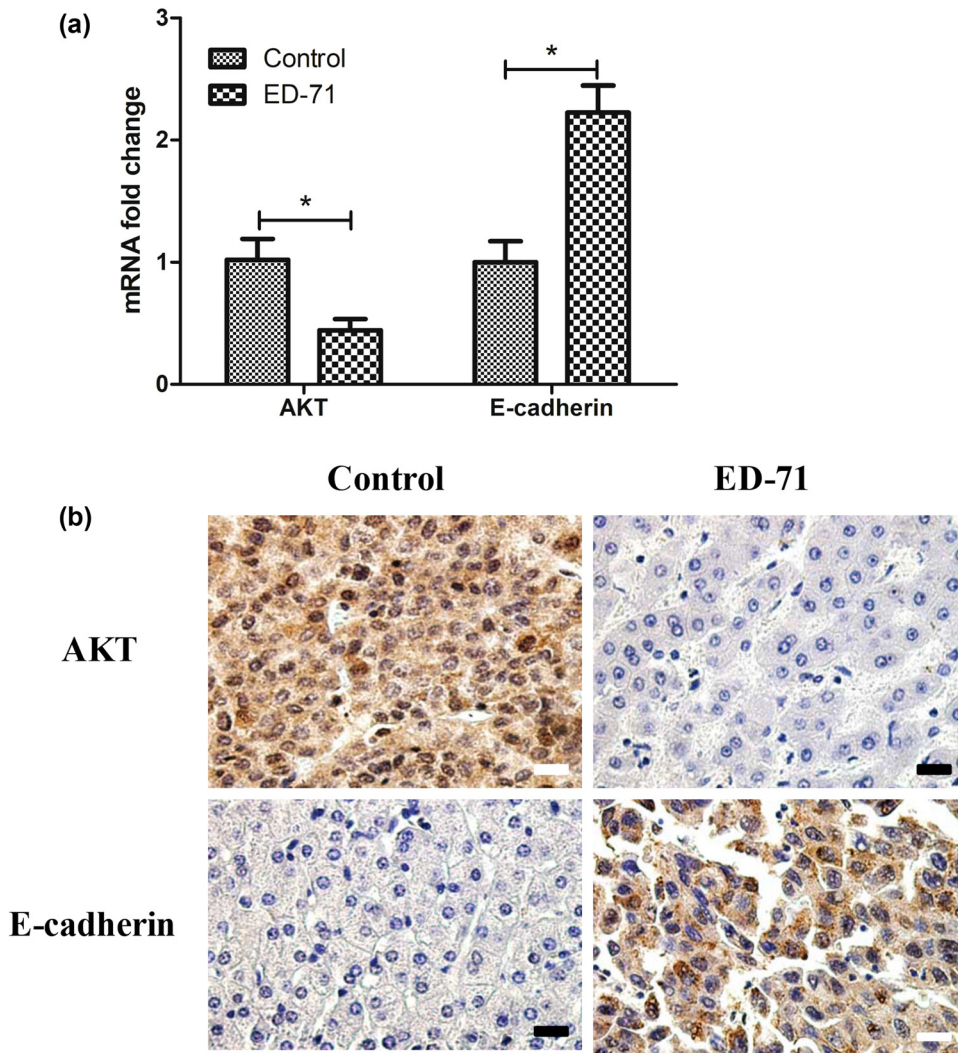 (a)
3
2
1
0
mRNA fold change
Control
ED-71
*
*
AKT
E-cadherin
Control
ED-71
(b)
AKT
E-cadherin